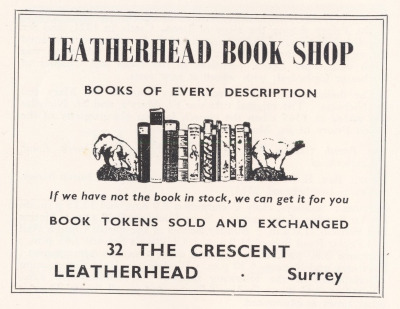 LEATHERHEAD BOOK SHOP
BOOKS OF EVERY DESCRIPTION
If we have not the book in stock, we can get it for you
BOOK TOKENS SOLD AND EXCHANGED
32 THE CRESCENT
LEATHERHEAD · Surrey